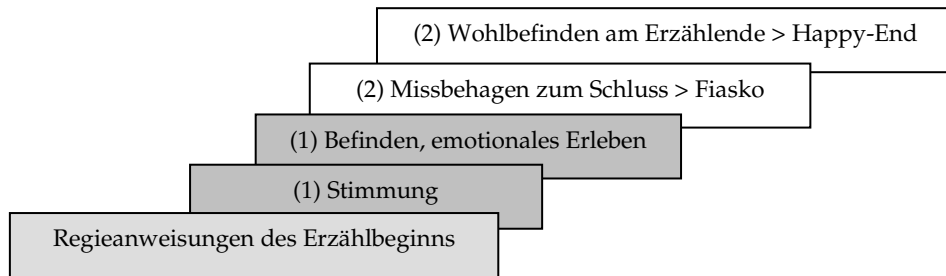 (2) Wohlbefinden am Erzählende > Happy-End
(2) Missbehagen zum Schluss > Fiasko
(1) Befinden, emotionales Erleben
(1) Stimmung
Regieanweisungen des Erzählbeginns